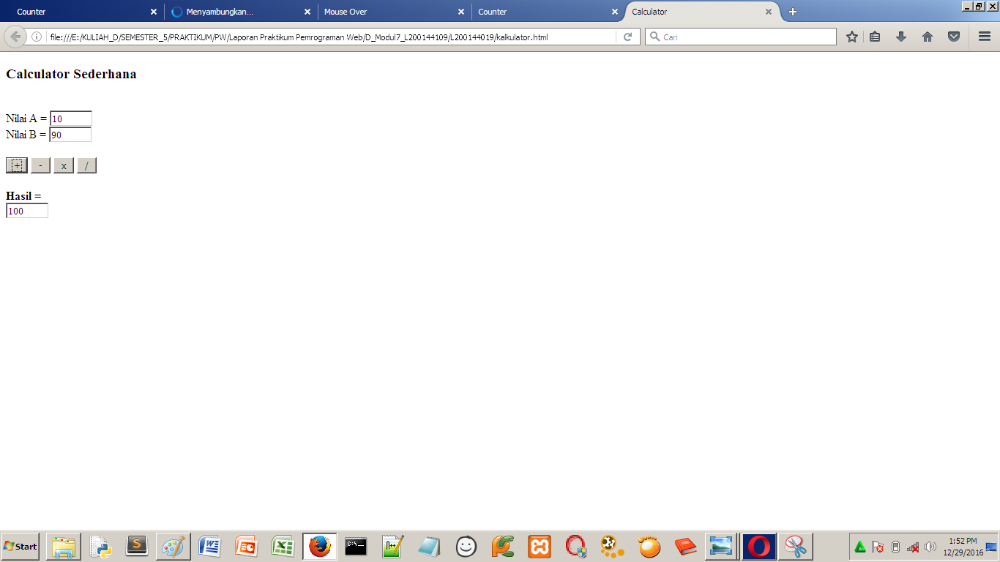 Counter
Menyambungkan...
Mouse Over
Counter
Calculator
file:///E:/KULIAH_D/SEMESTER_5/PRAKTIKUM/PW/Laporan Praktikum Pemrograman Web/D_Modul7_L200144109/L200144019/kalkulator.html
Cari
Calculator Sederhana
Nilai A = 10
Nilai B = 90
+ - x /
Hasil =
100
Start
1:52 PM
12/29/2016